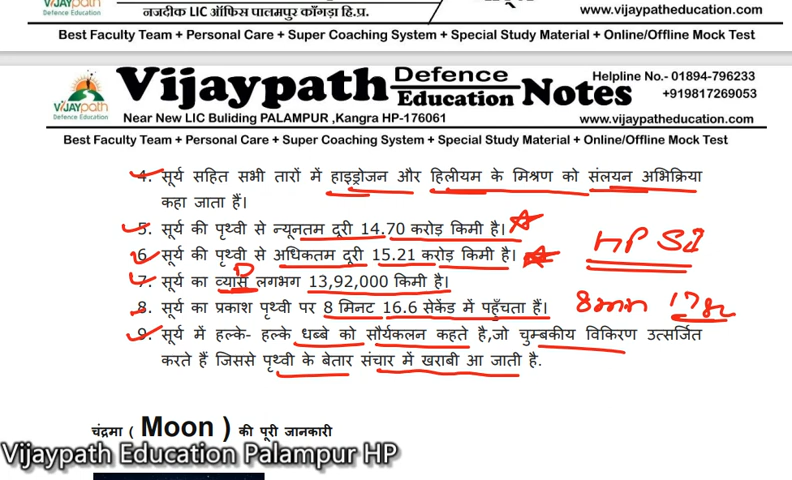 VIJAYpath
Defence Education
नजदीक LIC ऑफिस पालमपुर काँगड़ा हि.प्र.
www.vijaypatheducation.com
Best Faculty Team + Personal Care + Super Coaching System + Special Study Material + Online/Offline Mock Test
VIJAYpath
Defence Education
Vijaypath Defence Education Notes
Helpline No.- 01894-796233
+919817269053
Near New LIC Buliding PALAMPUR ,Kangra HP-176061
www.vijaypatheducation.com
Best Faculty Team + Personal Care + Super Coaching System + Special Study Material + Online/Offline Mock Test
4. सूर्य सहित सभी तारों में हाइड्रोजन और हिलीयम के मिश्रण को संलयन अभिक्रिया
कहा जाता हैं।
5. सूर्य की पृथ्वी से न्यूनतम दूरी 14.70 करोड़ किमी है।
6. सूर्य की पृथ्वी से अधिकतम दूरी 15.21 करोड़ किमी है।
HP SI
D
7. सूर्य का व्यास लगभग 13,92,000 किमी है।
8. सूर्य का प्रकाश पृथ्वी पर 8 मिनट 16.6 सेकेंड में पहुँचता हैं।
9. सूर्य में हल्के- हल्के धब्बे को सौर्यकलन कहते है,जो चुम्बकीय विकिरण उत्सर्जित
करते हैं जिससे पृथ्वी के बेतार संचार में खराबी आ जाती है.
चंद्रमा ( Moon ) की पूरी जानकारी
Vijaypath Education Palampur HP